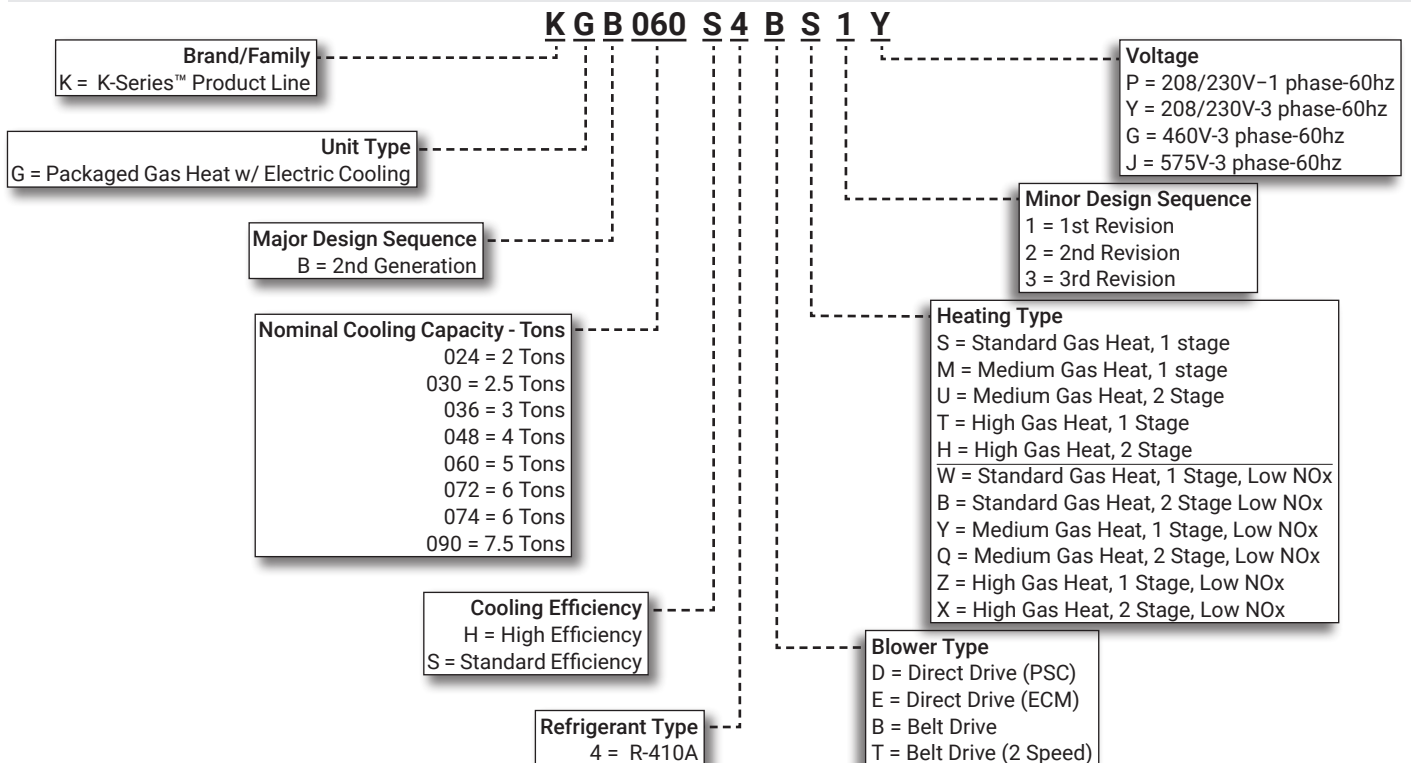 K G B 060 S 4 B S 1 Y
Brand/Family
K = K-Series™ Product Line
Unit Type
G = Packaged Gas Heat w/ Electric Cooling
Major Design Sequence
B = 2nd Generation
Nominal Cooling Capacity - Tons
024 = 2 Tons
030 = 2.5 Tons
036 = 3 Tons
048 = 4 Tons
060 = 5 Tons
072 = 6 Tons
074 = 6 Tons
090 = 7.5 Tons
Cooling Efficiency
H = High Efficiency
S = Standard Efficiency
Refrigerant Type
4 = R-410A
Voltage
P = 208/230V−1 phase-60hz
Y = 208/230V-3 phase-60hz
G = 460V-3 phase-60hz
J = 575V-3 phase-60hz
Minor Design Sequence
1 = 1st Revision
2 = 2nd Revision
3 = 3rd Revision
Heating Type
S = Standard Gas Heat, 1 stage
M = Medium Gas Heat, 1 stage
U = Medium Gas Heat, 2 Stage
T = High Gas Heat, 1 Stage
H = High Gas Heat, 2 Stage
W = Standard Gas Heat, 1 Stage, Low NOx
B = Standard Gas Heat, 2 Stage Low NOx
Y = Medium Gas Heat, 1 Stage, Low NOx
Q = Medium Gas Heat, 2 Stage, Low NOx
Z = High Gas Heat, 1 Stage, Low NOx
X = High Gas Heat, 2 Stage, Low NOx
Blower Type
D = Direct Drive (PSC)
E = Direct Drive (ECM)
B = Belt Drive
T = Belt Drive (2 Speed)